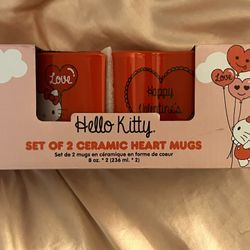 Love
Happy
Valentine's
Love
Hello Kitty
SET OF 2 CERAMIC HEART MUGS
Set de 2 mugs en céramique en forme de coeur
8 oz. * 2 (236 ml. * 2)